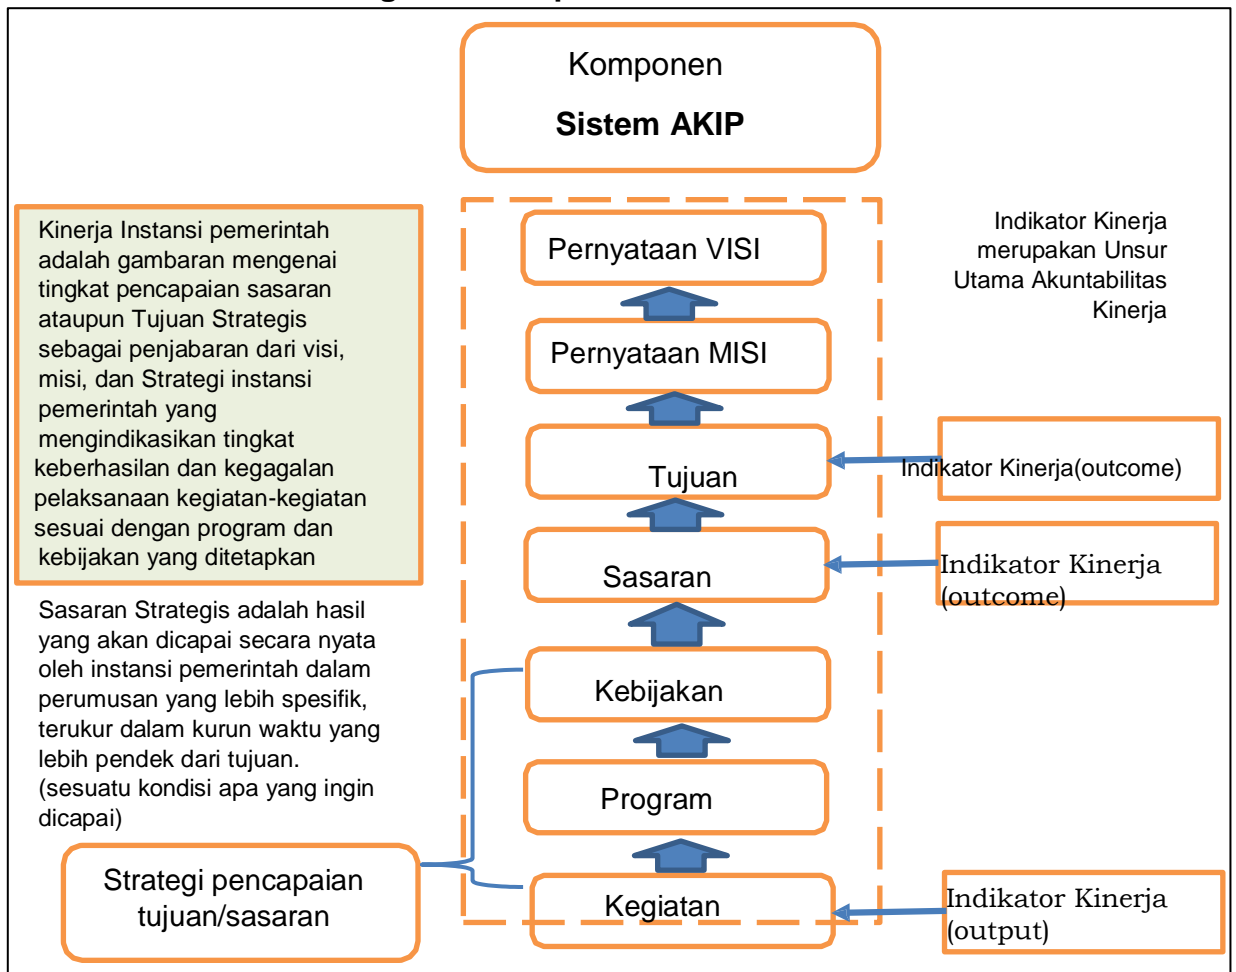 Komponen
Sistem AKIP
Kinerja Instansi pemerintah
adalah gambaran mengenai
tingkat pencapaian sasaran
ataupun Tujuan Strategis
sebagai penjabaran dari visi,
misi, dan Strategi instansi
pemerintah yang
mengindikasikan tingkat
keberhasilan dan kegagalan
pelaksanaan kegiatan-kegiatan
sesuai dengan program dan
kebijakan yang ditetapkan
Sasaran Strategis adalah hasil
yang akan dicapai secara nyata
oleh instansi pemerintah dalam
perumusan yang lebih spesifik,
terukur dalam kurun waktu yang
lebih pendek dari tujuan.
(sesuatu kondisi apa yang ingin
dicapai)
Strategi pencapaian
tujuan/sasaran
Pernyataan VISI
Pernyataan MISI
Tujuan
Sasaran
Kebijakan
Program
Kegiatan
Indikator Kinerja
merupakan Unsur
Utama Akuntabilitas
Kinerja
Indikator Kinerja(outcome)
Indikator Kinerja
(outcome)
Indikator Kinerja
(output)